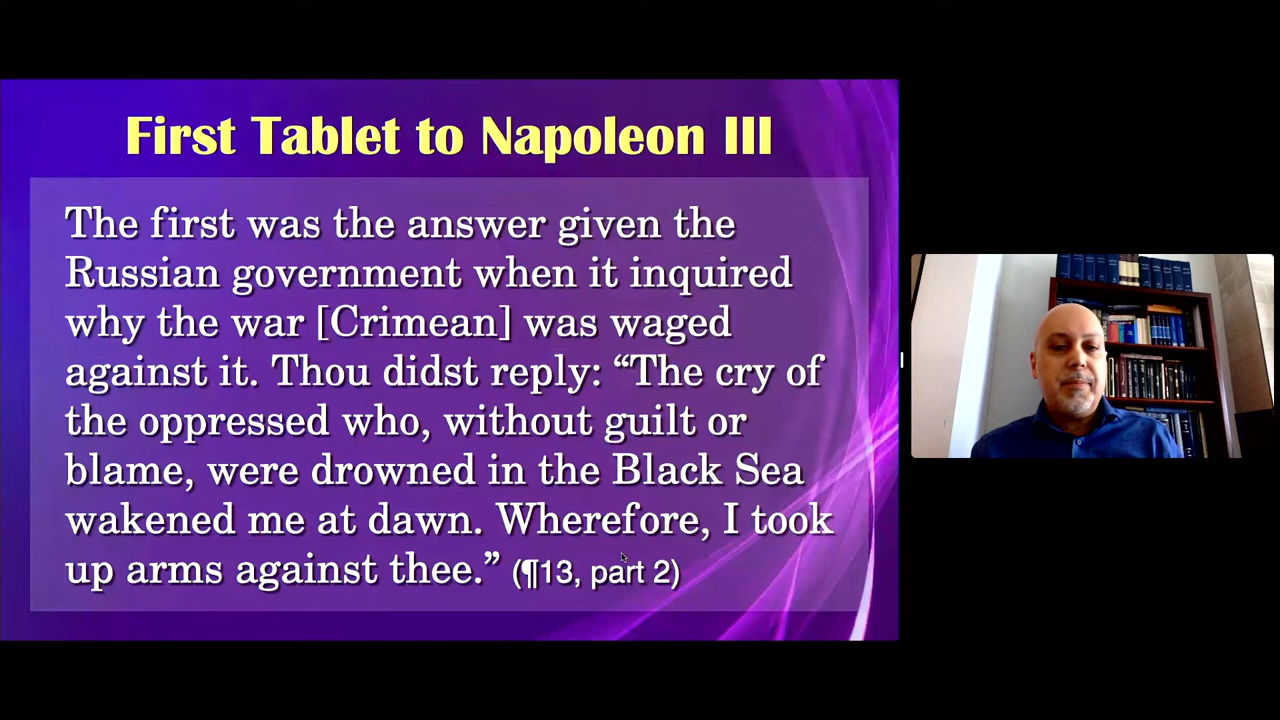 First Tablet to Napoleon III
The first was the answer given the
Russian government when it inquired
why the war [Crimean] was waged
against it. Thou didst reply: “The cry of
the oppressed who, without guilt or
blame, were drowned in the Black Sea
wakened me at dawn. Wherefore, I took
up arms against thee.” (¶13, part 2)